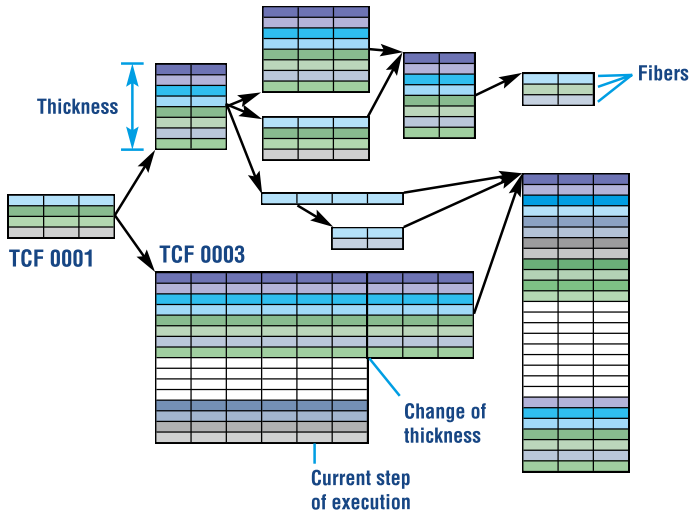 Fibers
Thickness
TCF 0001
TCF 0003
Change of
thickness
Current step
of execution